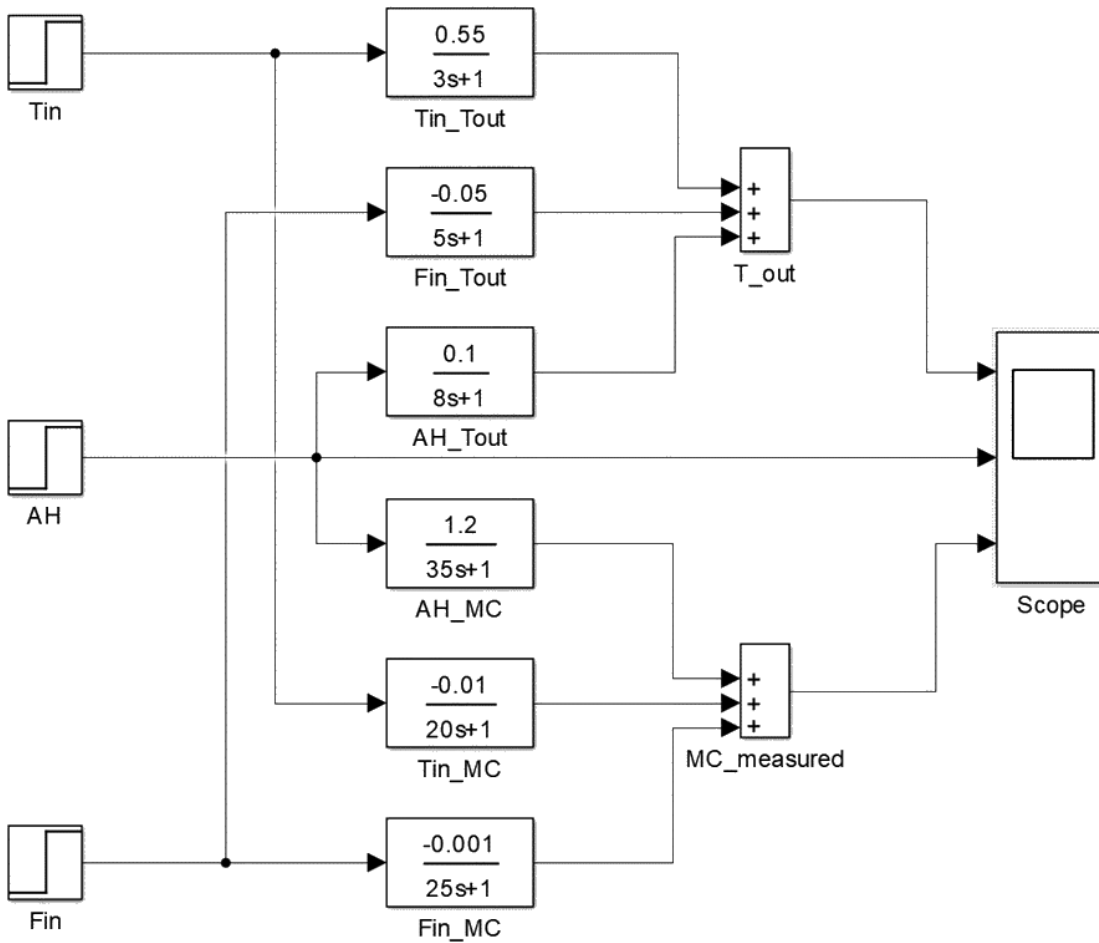 Tin
0.55
3s+1
Tin_Tout
-0.05
5s+1
Fin_Tout
0.1
8s+1
AH_Tout
+
+
+
T_out
AH
1.2
35s+1
AH_MC
Scope
-0.01
20s+1
Tin_MC
+
+
+
MC_measured
Fin
-0.001
25s+1
Fin_MC